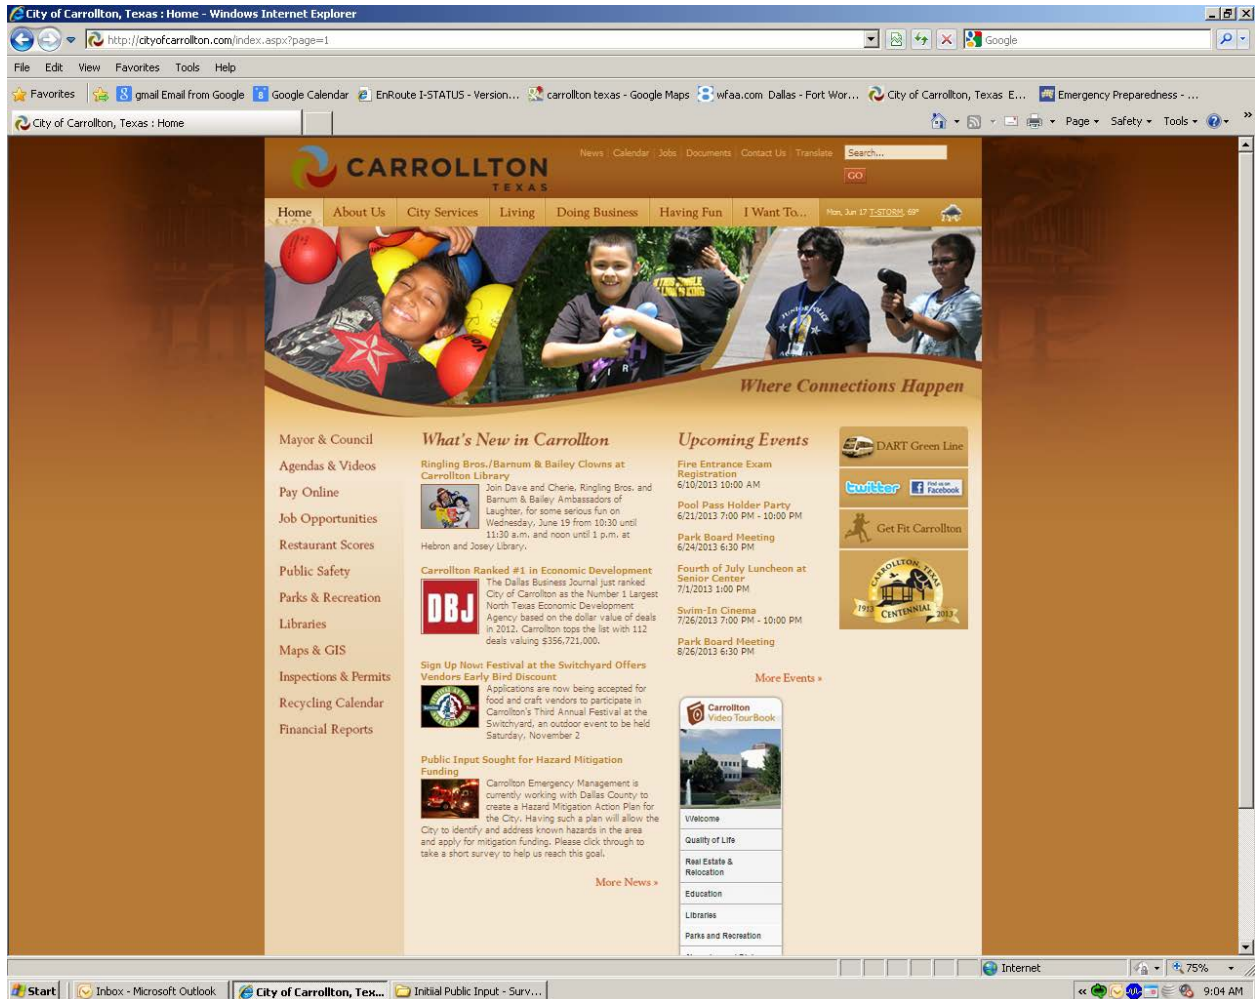 City of Carrollton, Texas : Home - Windows Internet Explorer
http://cityofcarrollton.com/index.aspx?page=1
Google
File Edit View Favorites Tools Help
Favorites
gmail Email from Google
Google Calendar
EnRoute I-STATUS - Version...
carrollton texas - Google Maps
wfaa.com Dallas - Fort Wor...
City of Carrollton, Texas E...
Emergency Preparedness - ...
City of Carrollton, Texas : Home
Page Safety Tools
CARROLLTON
TEXAS
News Calendar Jobs Documents Contact Us Translate
Search...
GO
Home About Us City Services Living Doing Business Having Fun I Want To...
Mon, Jun 17 T-STORM, 69°
Where Connections Happen
Mayor & Council
Agendas & Videos
Pay Online
Job Opportunities
Restaurant Scores
Public Safety
Parks & Recreation
Libraries
Maps & GIS
Inspections & Permits
Recycling Calendar
Financial Reports
What's New in Carrollton
Ringling Bros./Barnum & Bailey Clowns at
Carrollton Library
Join Dave and Cherie, Ringling Bros. and
Barnum & Bailey Ambassadors of
Laughter, for some serious fun on
Wednesday, June 19 from 10:30 until
11:30 a.m. and noon until 1 p.m. at
Hebron and Josey Library.
Carrollton Ranked #1 in Economic Development
DBJ
The Dallas Business Journal just ranked
City of Carrollton as the Number 1 Largest
North Texas Economic Development
Agency based on the dollar value of deals
in 2012. Carrollton tops the list with 112
deals valuing $356,721,000.
Sign Up Now: Festival at the Switchyard Offers
Vendors Early Bird Discount
Applications are now being accepted for
food and craft vendors to participate in
Carrollton's Third Annual Festival at the
Switchyard, an outdoor event to be held
Saturday, November 2
Public Input Sought for Hazard Mitigation
Funding
Carrollton Emergency Management is
currently working with Dallas County to
create a Hazard Mitigation Action Plan for
the City. Having such a plan will allow the
City to identify and address known hazards in the area
and apply for mitigation funding. Please click through to
take a short survey to help us reach this goal.
More News »
Upcoming Events
Fire Entrance Exam
Registration
6/10/2013 10:00 AM
Pool Pass Holder Party
6/21/2013 7:00 PM - 10:00 PM
Park Board Meeting
6/24/2013 6:30 PM
Fourth of July Luncheon at
Senior Center
7/1/2013 1:00 PM
Swim-In Cinema
7/26/2013 7:00 PM - 10:00 PM
Park Board Meeting
8/26/2013 6:30 PM
More Events »
Carrollton
Video TourBook
Welcome
Quality of Life
Real Estate &
Relocation
Education
Libraries
Parks and Recreation
DART Green Line
twitter
Find us on
Facebook
Get Fit Carrollton
CARROLLTON TEXAS
1913 CENTENNIAL 2013
Internet
75%
Start
Inbox - Microsoft Outlook
City of Carrollton, Tex...
Initial Public Input - Surv...
9:04 AM